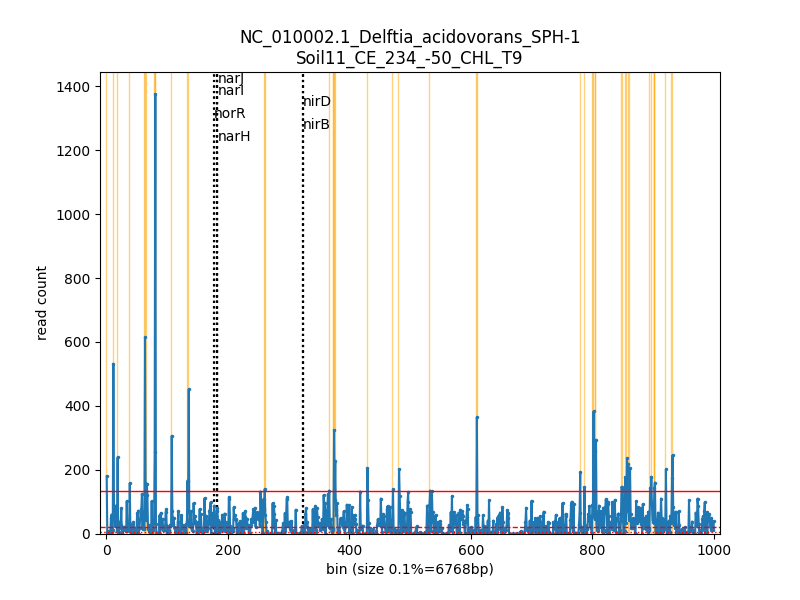 NC_010002.1_Delftia_acidovorans_SPH-1
Soil11_CE_234_-50_CHL_T9
narJ
narI
norR
narH
nirD
nirB
read count
1400
1200
1000
800
600
400
200
0
0 200 400 600 800 1000
bin (size 0.1%=6768bp)